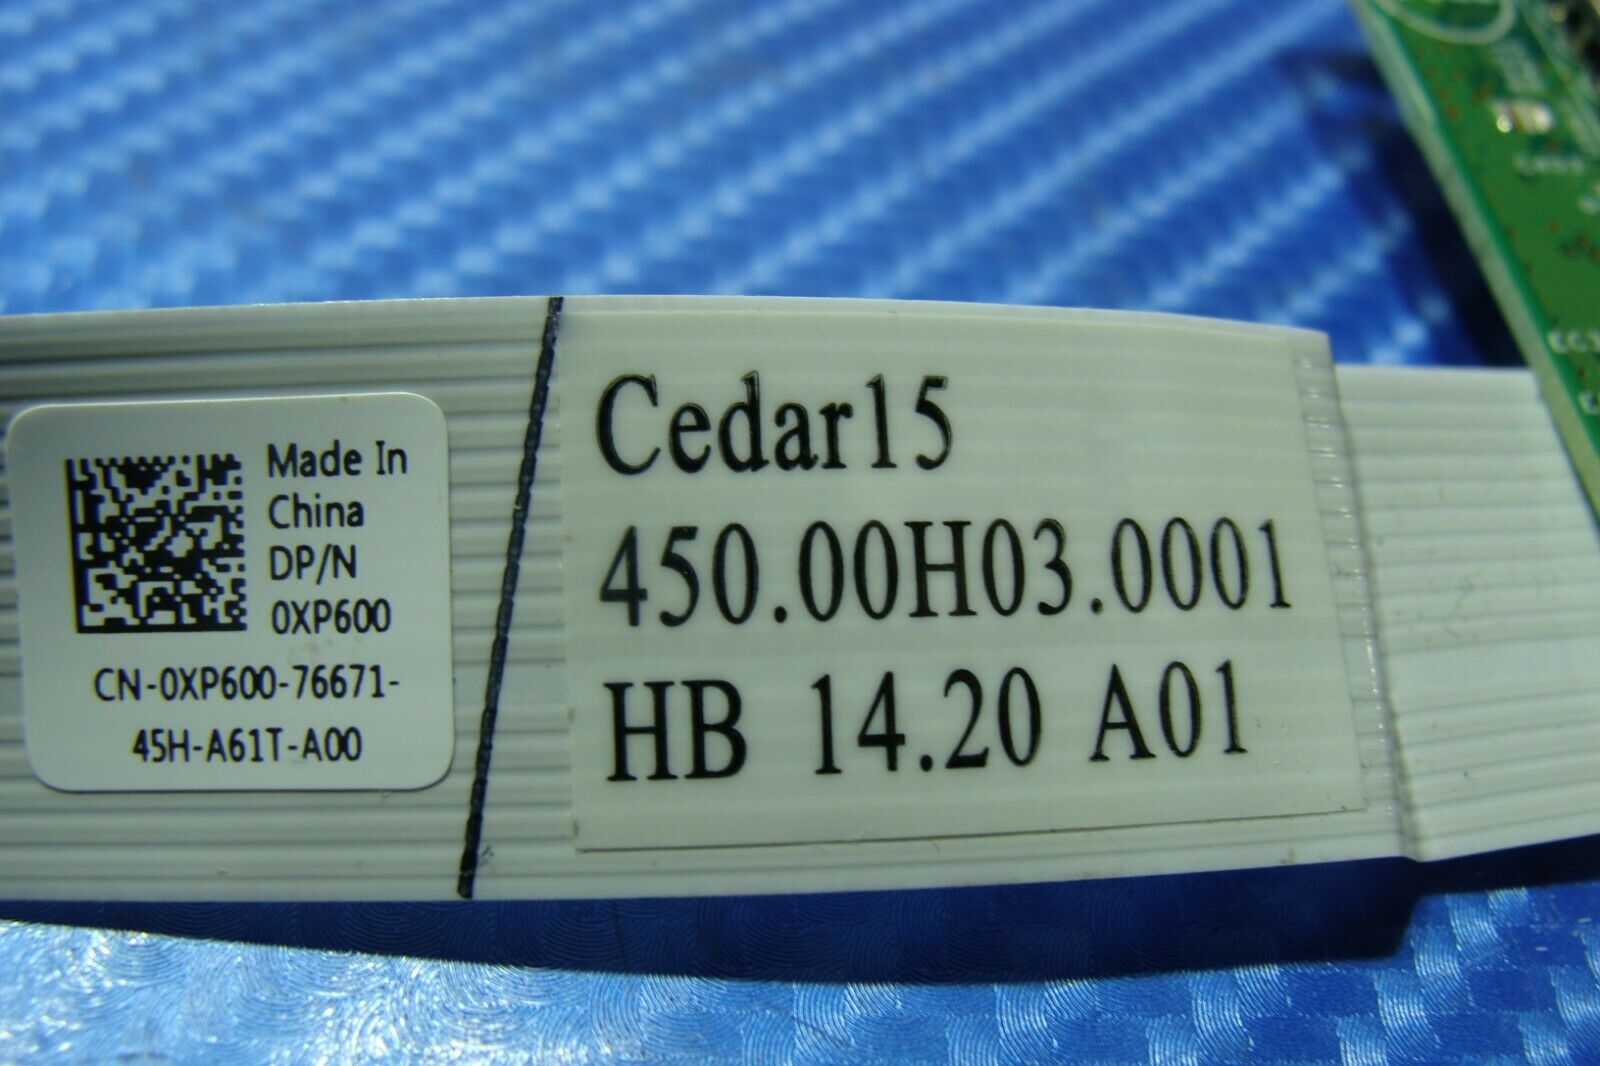 Made In
China
DP/N
0XP600
CN-0XP600-76671-
45H-A61T-A00
Cedar15
450.00H03.0001
HB 14.20 A01